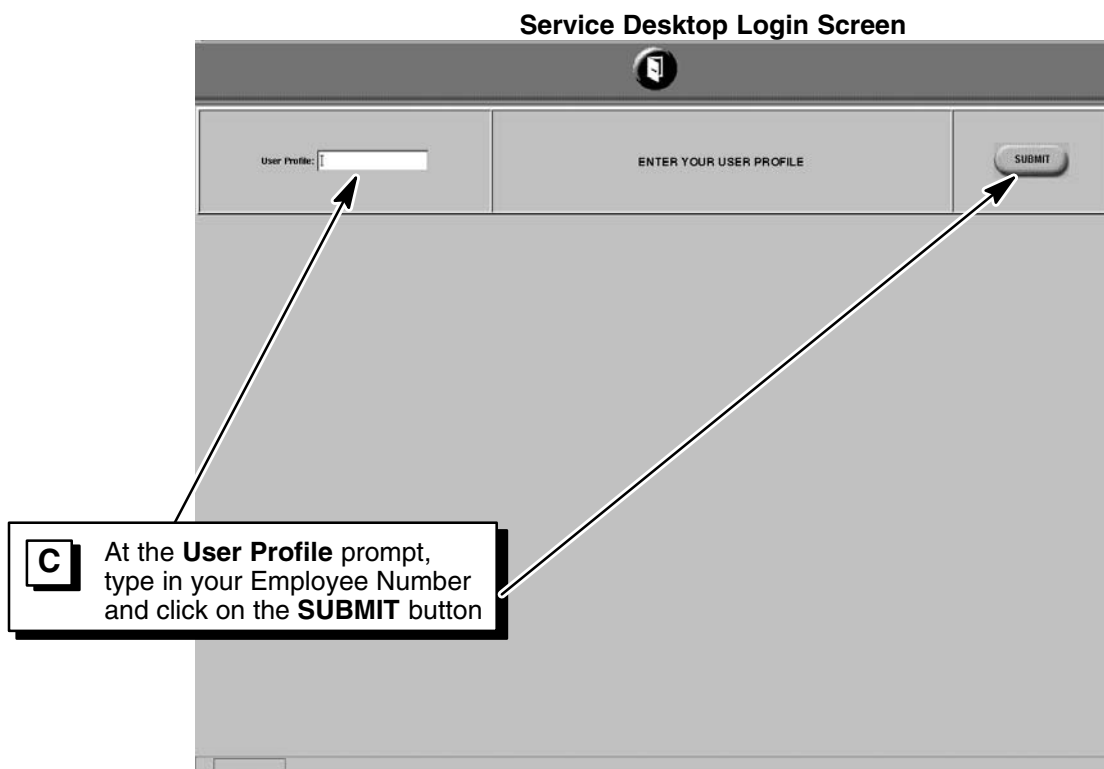 Service Desktop Login Screen
User Profile:
ENTER YOUR USER PROFILE
SUBMIT
C
At the User Profile prompt,
type in your Employee Number
and click on the SUBMIT button